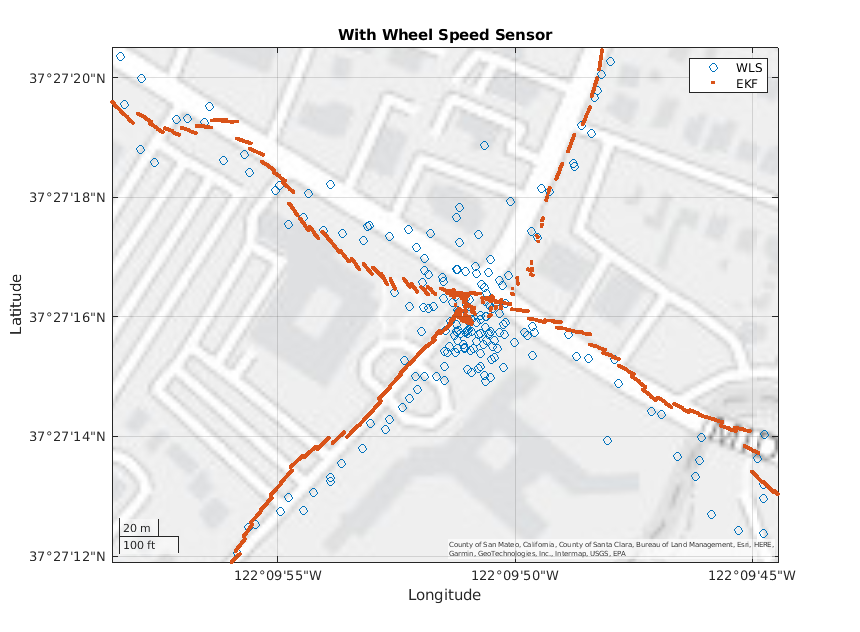 With Wheel Speed Sensor
WLS
EKF
37°27'20"N
37°27'18"N
37°27'16"N
37°27'14"N
37°27'12"N
Latitude
20 m
100 ft
County of San Mateo, California, County of Santa Clara, Bureau of Land Management, Esri, HERE,
Garmin, GeoTechnologies, Inc., Intermap, USGS, EPA
122°09'55"W
122°09'50"W
122°09'45"W
Longitude